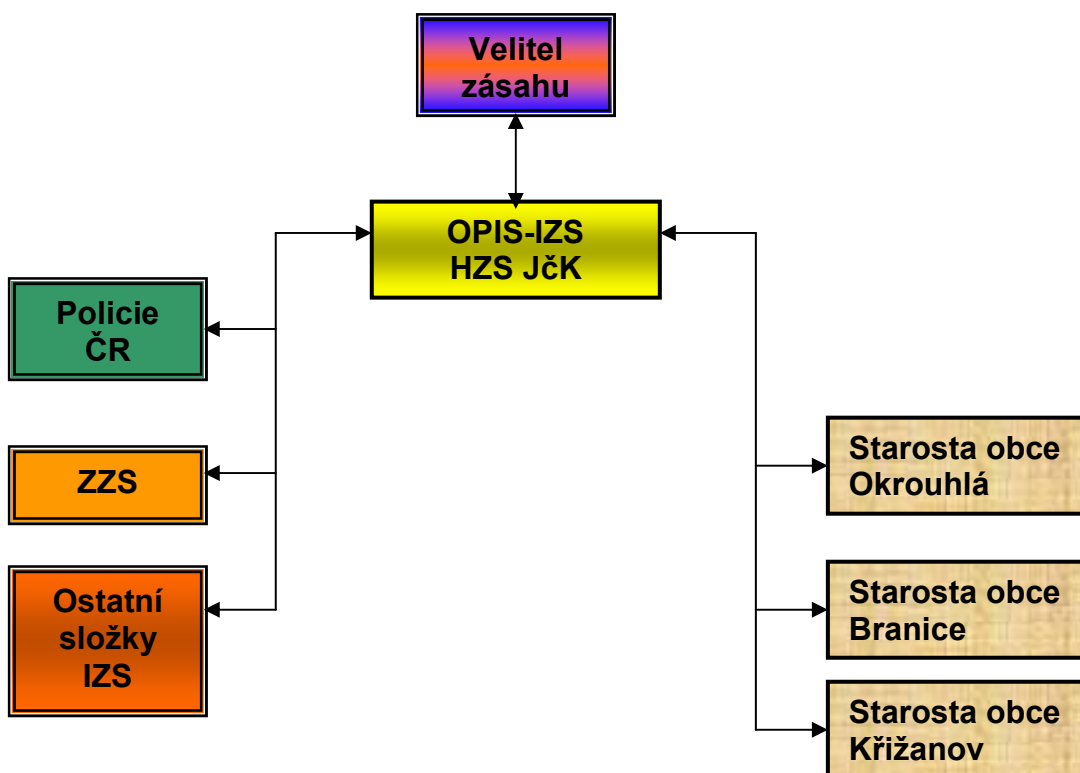 Velitel
zásahu
OPIS-IZS
HZS JčK
Policie
ČR
ZZS
Ostatní
složky
IZS
Starosta obce
Okrouhlá
Starosta obce
Branice
Starosta obce
Křižanov